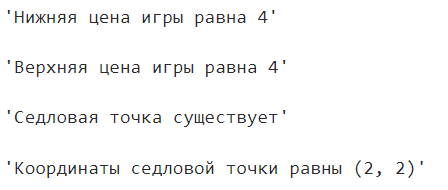 'Нижняя цена игры равна 4'
'Верхняя цена игры равна 4'
'Седловая точка существует'
'Координаты седловой точки равны (2, 2)'